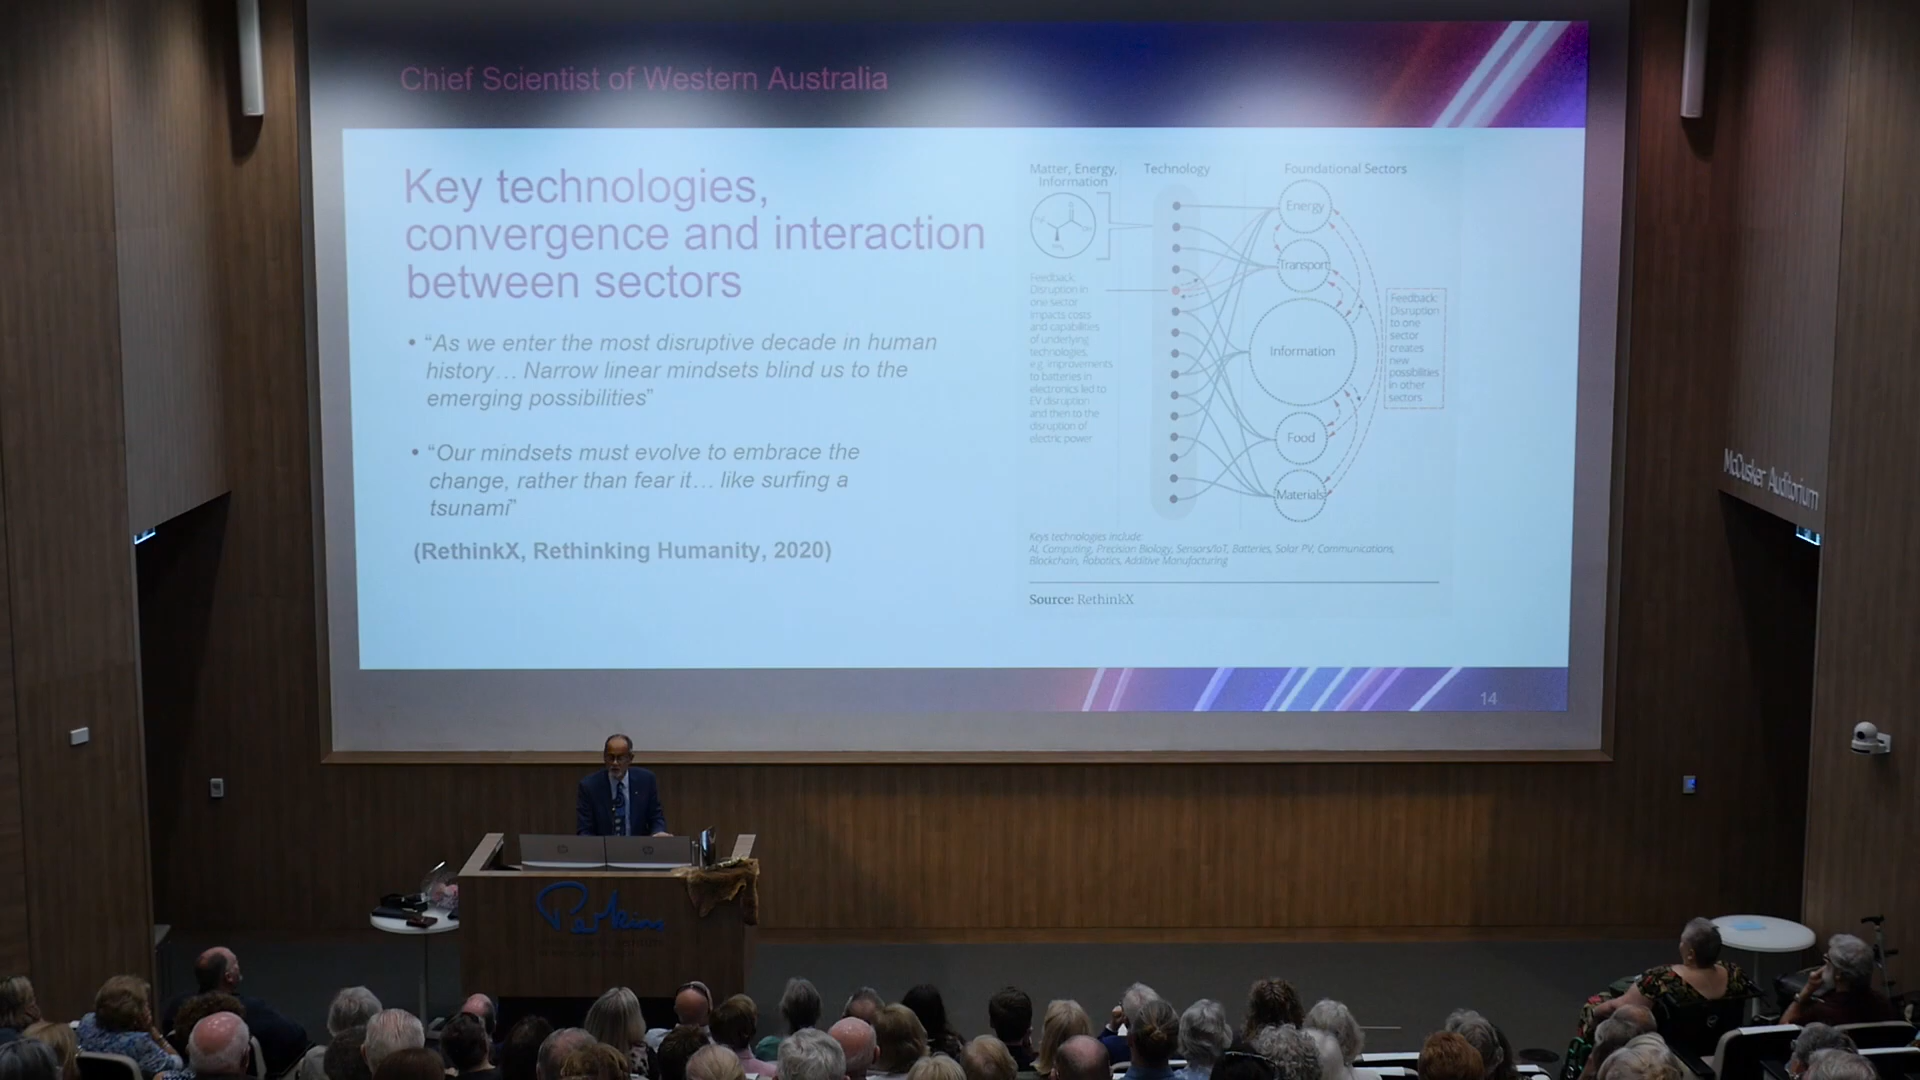 Chief Scientist of Western Australia
Key technologies,
convergence and interaction
between sectors
• “As we enter the most disruptive decade in human
history… Narrow linear mindsets blind us to the
emerging possibilities”
• “Our mindsets must evolve to embrace the
change, rather than fear it… like surfing a
tsunami”
(RethinkX, Rethinking Humanity, 2020)
Matter, Energy,
Information
Technology
Foundational Sectors
Feedback:
Disruption in
one sector
impacts costs
and capabilities
of underlying
technologies,
e.g. improvements
to batteries in
electronics led to
EV disruption
and then to the
disruption of
electric power
Energy
Transport
Information
Food
Materials
Feedback:
Disruption
to one
sector
creates
new
possibilities
in other
sectors
Keys technologies include:
AI, Computing, Precision Biology, Sensors/IoT, Batteries, Solar PV, Communications,
Blockchain, Robotics, Additive Manufacturing
Source: RethinkX
14
McCusker Auditorium
Perkins